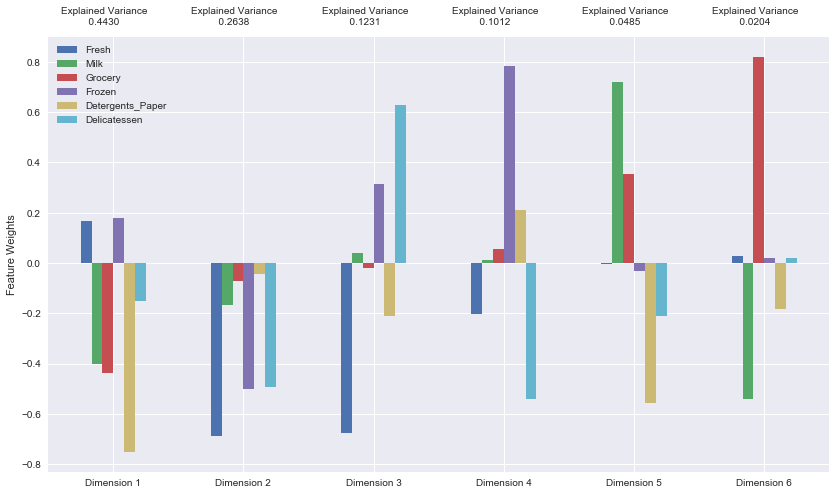 Explained Variance
0.4430
Explained Variance
0.2638
Explained Variance
0.1231
Explained Variance
0.1012
Explained Variance
0.0485
Explained Variance
0.0204
Fresh
Milk
Grocery
Frozen
Detergents_Paper
Delicatessen
Feature Weights
0.8
0.6
0.4
0.2
0.0
−0.2
−0.4
−0.6
−0.8
Dimension 1
Dimension 2
Dimension 3
Dimension 4
Dimension 5
Dimension 6